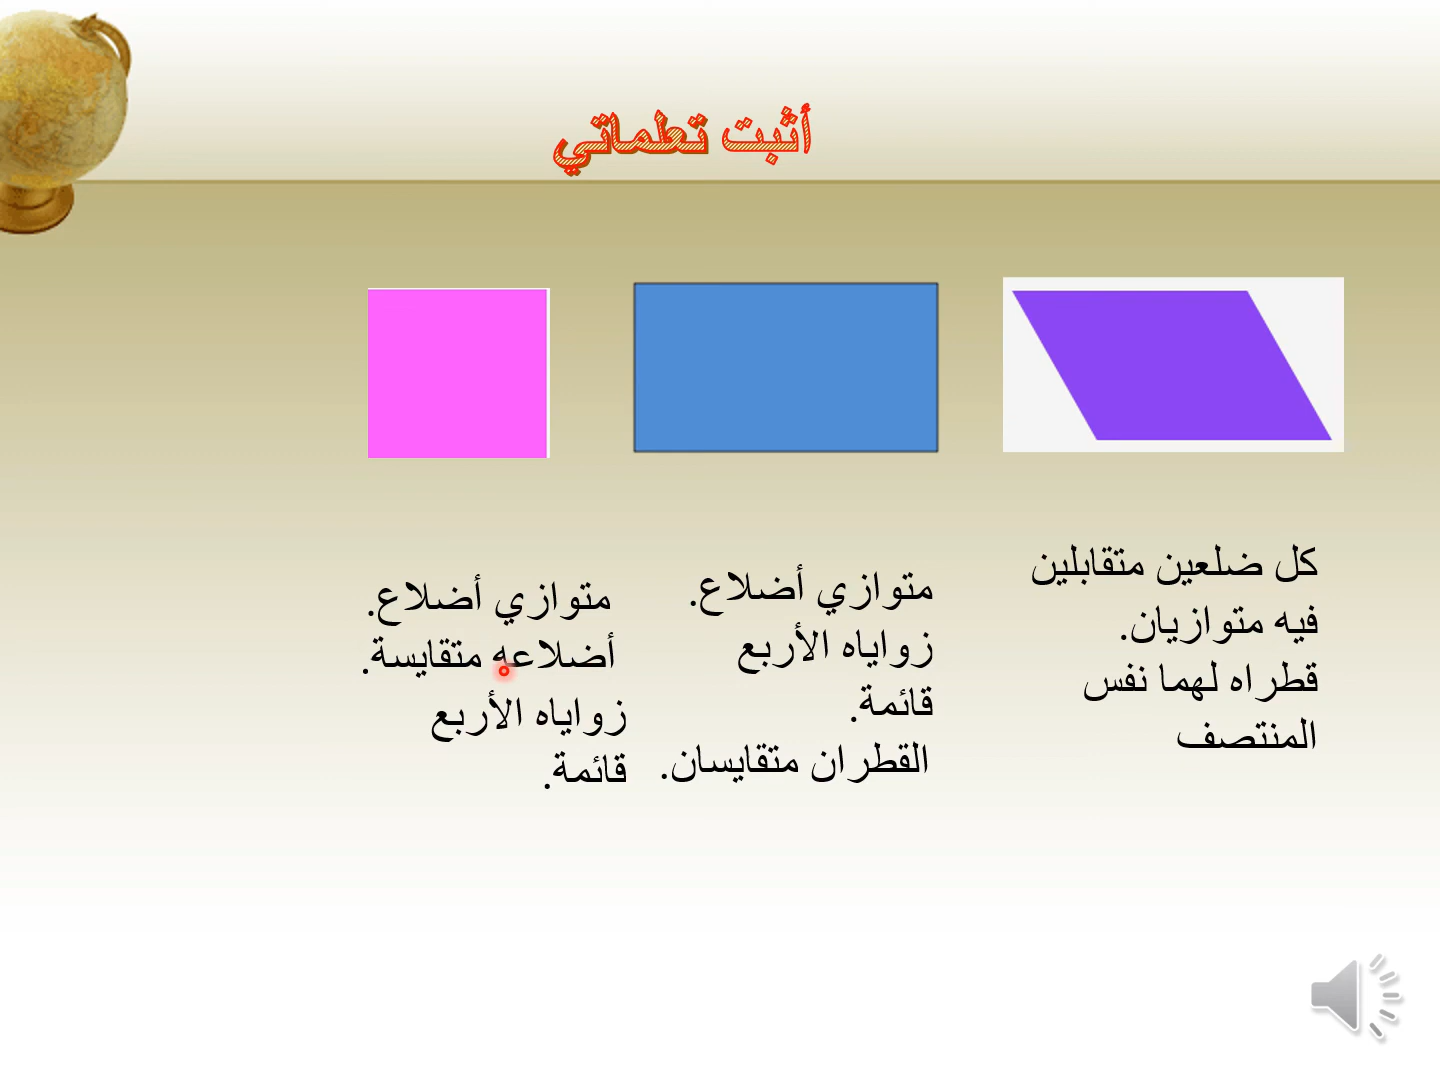 أثبت تعلماتي
كل ضلعين متقابلين
فيه متوازيان.
قطراه لهما نفس
المنتصف
متوازي أضلاع.
زواياه الأربع
قائمة.
القطران متقايسان.
متوازي أضلاع.
أضلاعه متقايسة.
زواياه الأربع
قائمة.